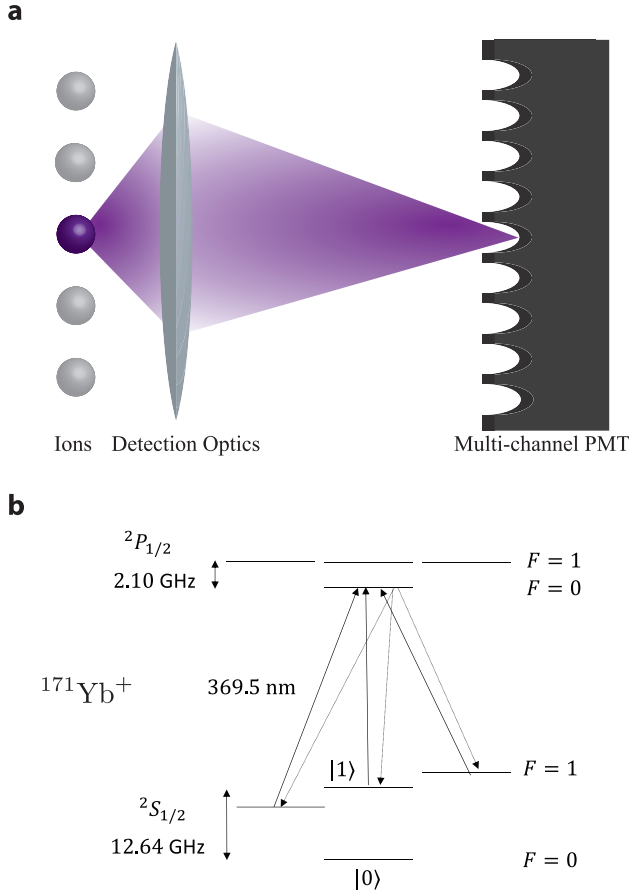 a
Ions Detection Optics Multi-channel PMT
b
²P₁/₂
F = 1
2.10 GHz
F = 0
¹⁷¹Yb⁺
369.5 nm
|1⟩
F = 1
²S₁/₂
12.64 GHz
F = 0
|0⟩